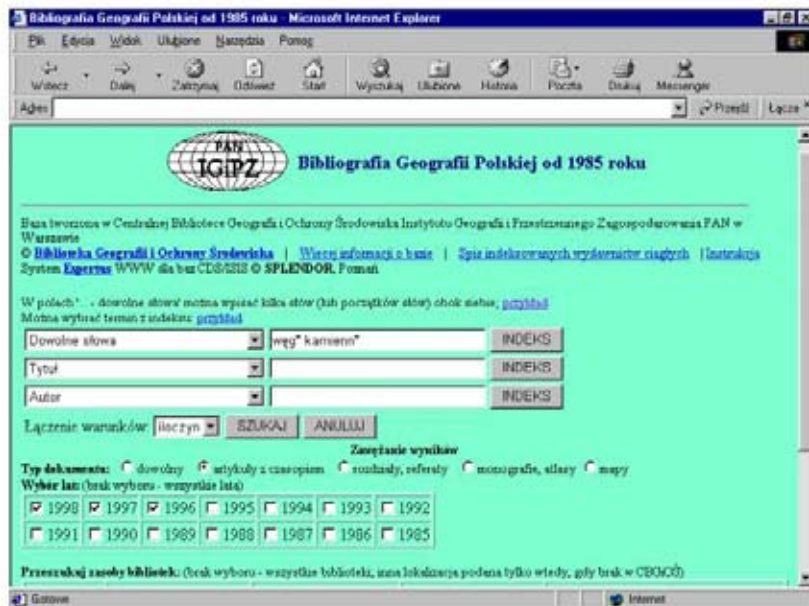 Bibliografia Geografii Polskiej od 1985 roku - Microsoft Internet Explorer
Plik Edycja Widok Ulubione Narzędzia Pomoc
Wstecz Dalej Zatrzymaj Odśwież Start Wyszukaj Ulubione Historia Poczta Drukuj Messenger
Adres Przejdź Łącza
PAN
IGiPZ
Bibliografia Geografii Polskiej od 1985 roku
Baza tworzona w Centralnej Bibliotece Geografii i Ochrony Środowiska Instytutu Geografii i Przestrzennego Zagospodarowania PAN w
Warszawie
© Biblioteka Geografii i Ochrony Środowiska | Więcej informacji o bazie | Spis indeksowanych wydawnictw ciągłych | Instrukcja
System Expertus WWW dla baz CDS/ISIS © SPLENDOR, Poznań
W polach "... - dowolne słowa" można wpisać kilka słów (lub początków słów) obok siebie; przykład
Można wybrać termin z indeksu: przykład
Dowolne słowa węg* kamienn* INDEKS
Tytuł INDEKS
Autor INDEKS
Łączenie warunków: iloczyn SZUKAJ ANULUJ
Zawężanie wyników
Typ dokumentu: dowolny artykuły z czasopism rozdziały, referaty monografie, atlasy mapy
Wybór lat: (brak wyboru - wszystkie lata)
1998 1997 1996 1995 1994 1993 1992
1991 1990 1989 1988 1987 1986 1985
Przeszukaj zasoby bibliotek: (brak wyboru - wszystkie biblioteki, inna lokalizacja podana tylko wtedy, gdy brak w CBGiOŚ)
Gotowe Internet